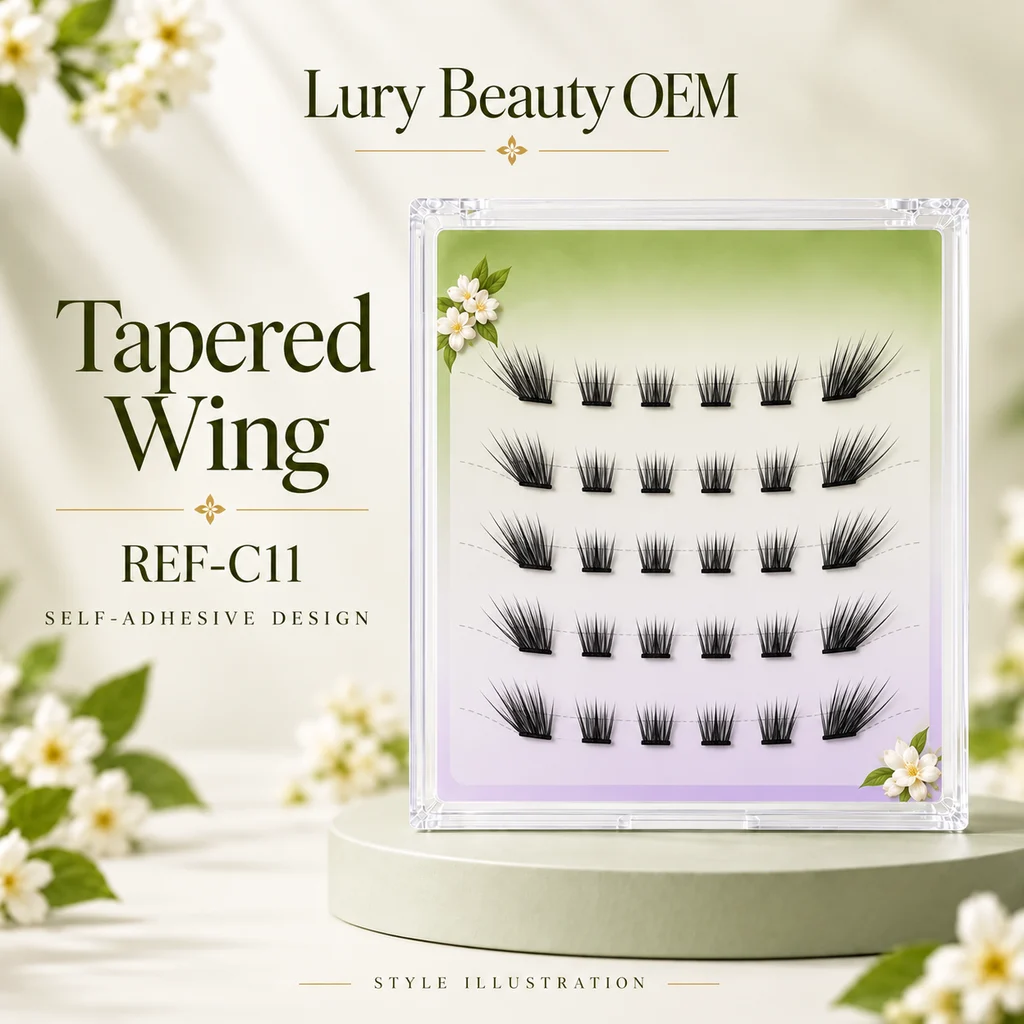 Lury Beauty OEM
Tapered
Wing
REF-C11
SELF-ADHESIVE DESIGN
STYLE ILLUSTRATION